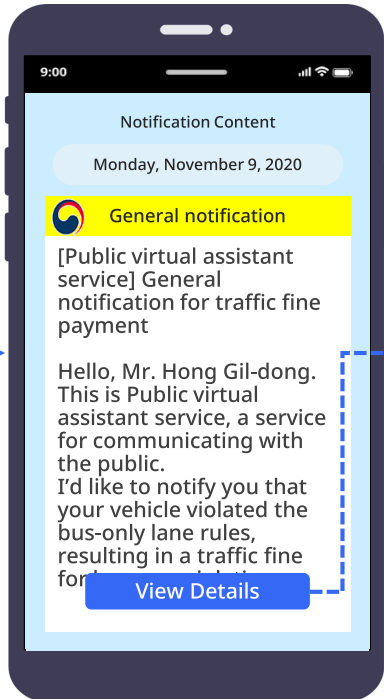 9:00
Notification Content
Monday, November 9, 2020
General notification
[Public virtual assistant
service] General
notification for traffic fine
payment
Hello, Mr. Hong Gil-dong.
This is Public virtual
assistant service, a service
for communicating with
the public.
I’d like to notify you that
your vehicle violated the
bus-only lane rules,
resulting in a traffic fine
for
View Details